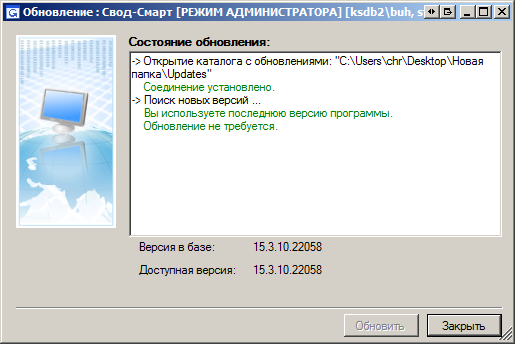 Обновление : Свод-Смарт [РЕЖИМ АДМИНИСТРАТОРА] [ksdb2\buh, s
Состояние обновления:
-> Открытие каталога с обновлениями: "C:\Users\chr\Desktop\Новая
папка\Updates"
Соединение установлено.
-> Поиск новых версий ...
Вы используете последнюю версию программы.
Обновление не требуется.
Версия в базе: 15.3.10.22058
Доступная версия: 15.3.10.22058
Обновить Закрыть